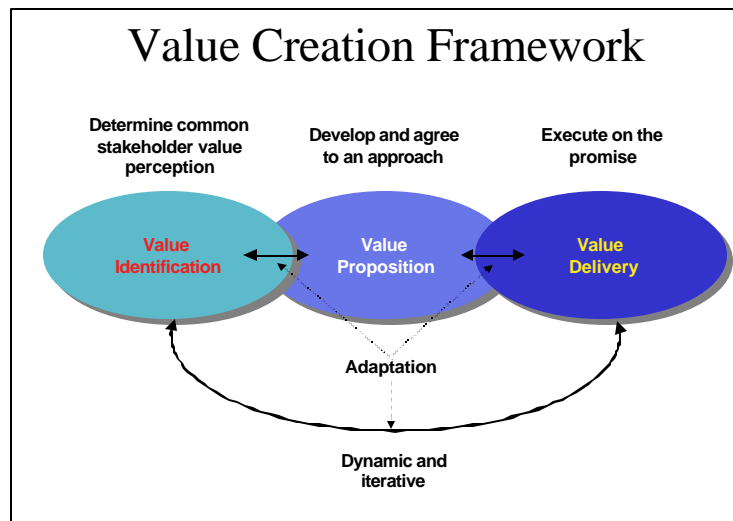 Value Creation Framework
Determine common
stakeholder value
perception
Develop and agree
to an approach
Execute on the
promise
Value
Identification
Value
Proposition
Value
Delivery
Adaptation
Dynamic and
iterative